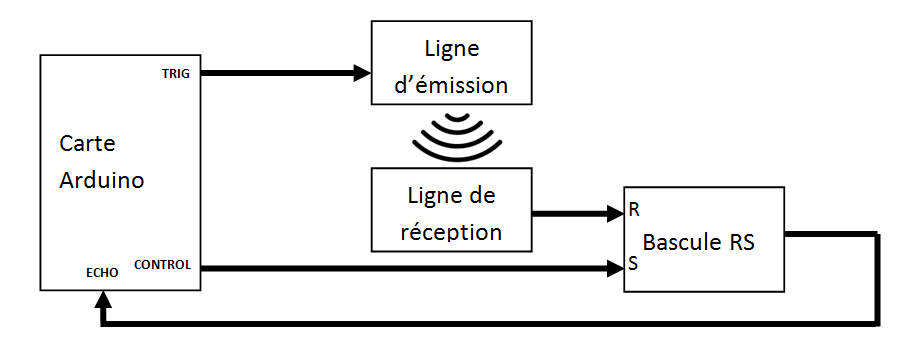 Ligne
d'émission
TRIG
Carte
Arduino
Ligne de
réception
R
Bascule RS
S
CONTROL
ECHO